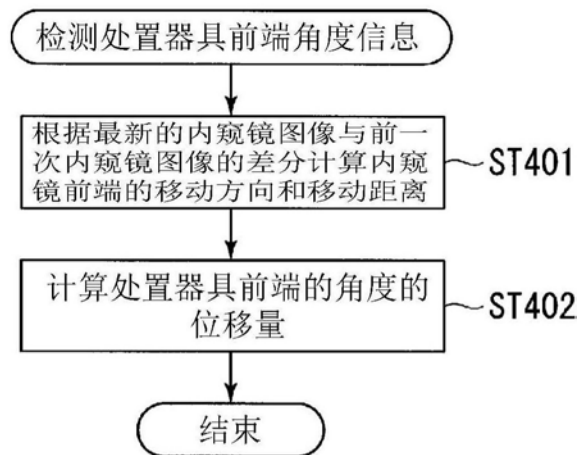 检测处置器具前端角度信息
根据最新的内窥镜图像与前一
次内窥镜图像的差分计算内窥
镜前端的移动方向和移动距离
ST401
计算处置器具前端的角度的
位移量
ST402
结束